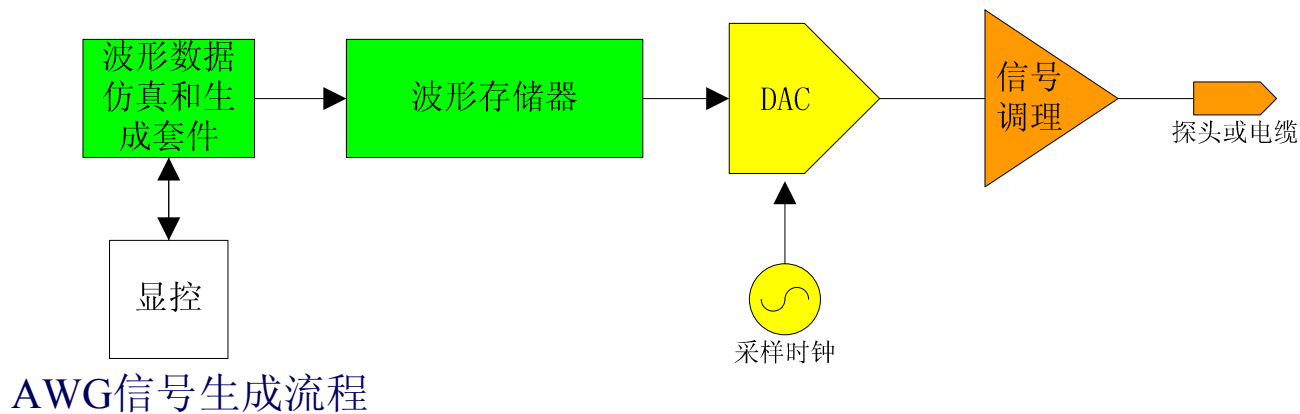 波形数据
仿真和生
成套件
波形存储器
DAC
信号
调理
探头或电缆
显控
采样时钟
AWG信号生成流程